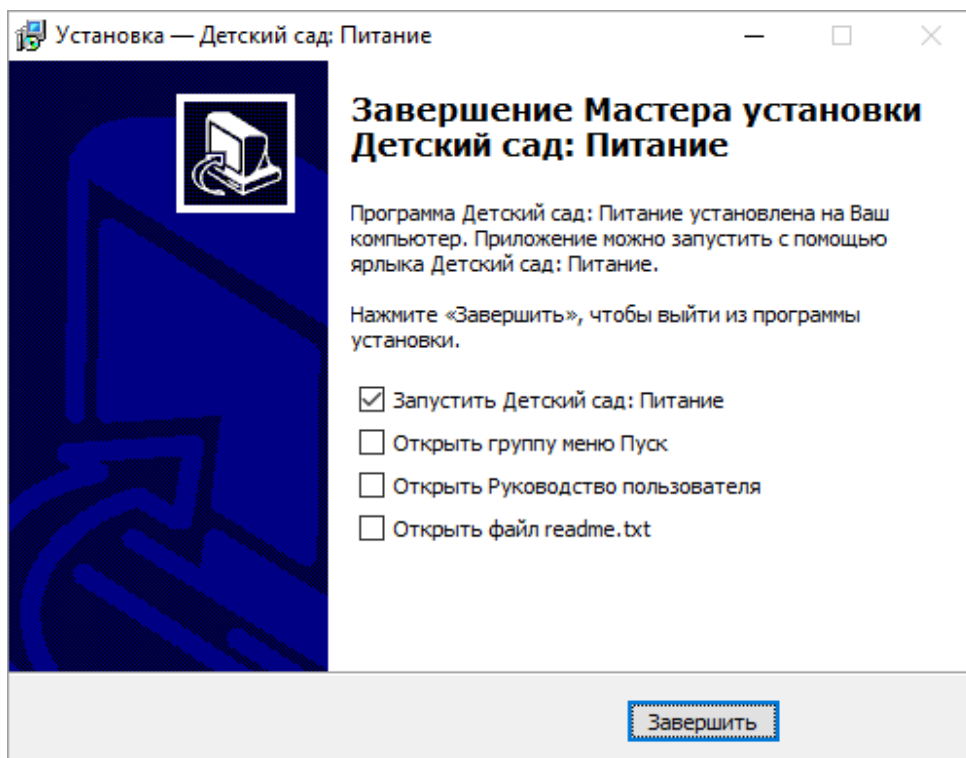 Установка — Детский сад: Питание
Завершение Мастера установки
Детский сад: Питание
Программа Детский сад: Питание установлена на Ваш
компьютер. Приложение можно запустить с помощью
ярлыка Детский сад: Питание.
Нажмите «Завершить», чтобы выйти из программы
установки.
Запустить Детский сад: Питание
Открыть группу меню Пуск
Открыть Руководство пользователя
Открыть файл readme.txt
Завершить